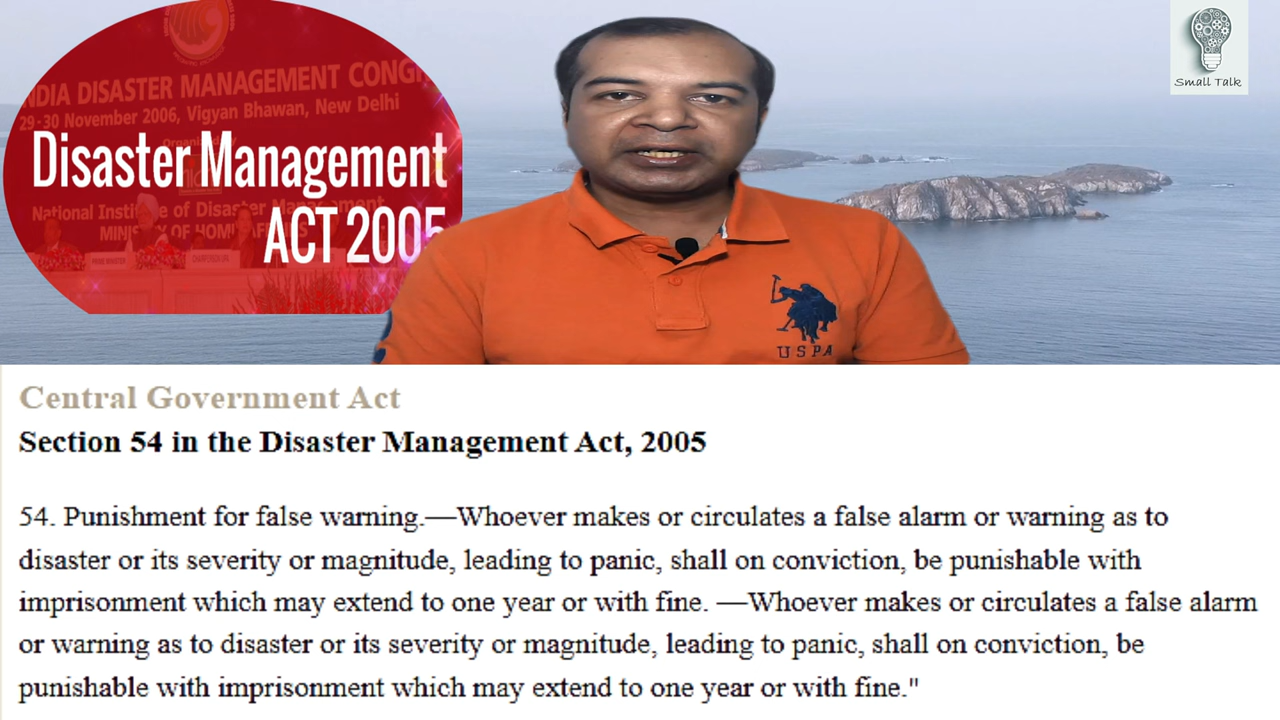 INDIA DISASTER MANAGEMENT CONG
29-30 November 2006, Vigyan Bhawan, New Delhi
Disaster Management
National Institute of Disaster Management
ACT 2005
Small Talk
USPA
Central Government Act
Section 54 in the Disaster Management Act, 2005
54. Punishment for false warning.—Whoever makes or circulates a false alarm or warning as to
disaster or its severity or magnitude, leading to panic, shall on conviction, be punishable with
imprisonment which may extend to one year or with fine. —Whoever makes or circulates a false alarm
or warning as to disaster or its severity or magnitude, leading to panic, shall on conviction, be
punishable with imprisonment which may extend to one year or with fine."